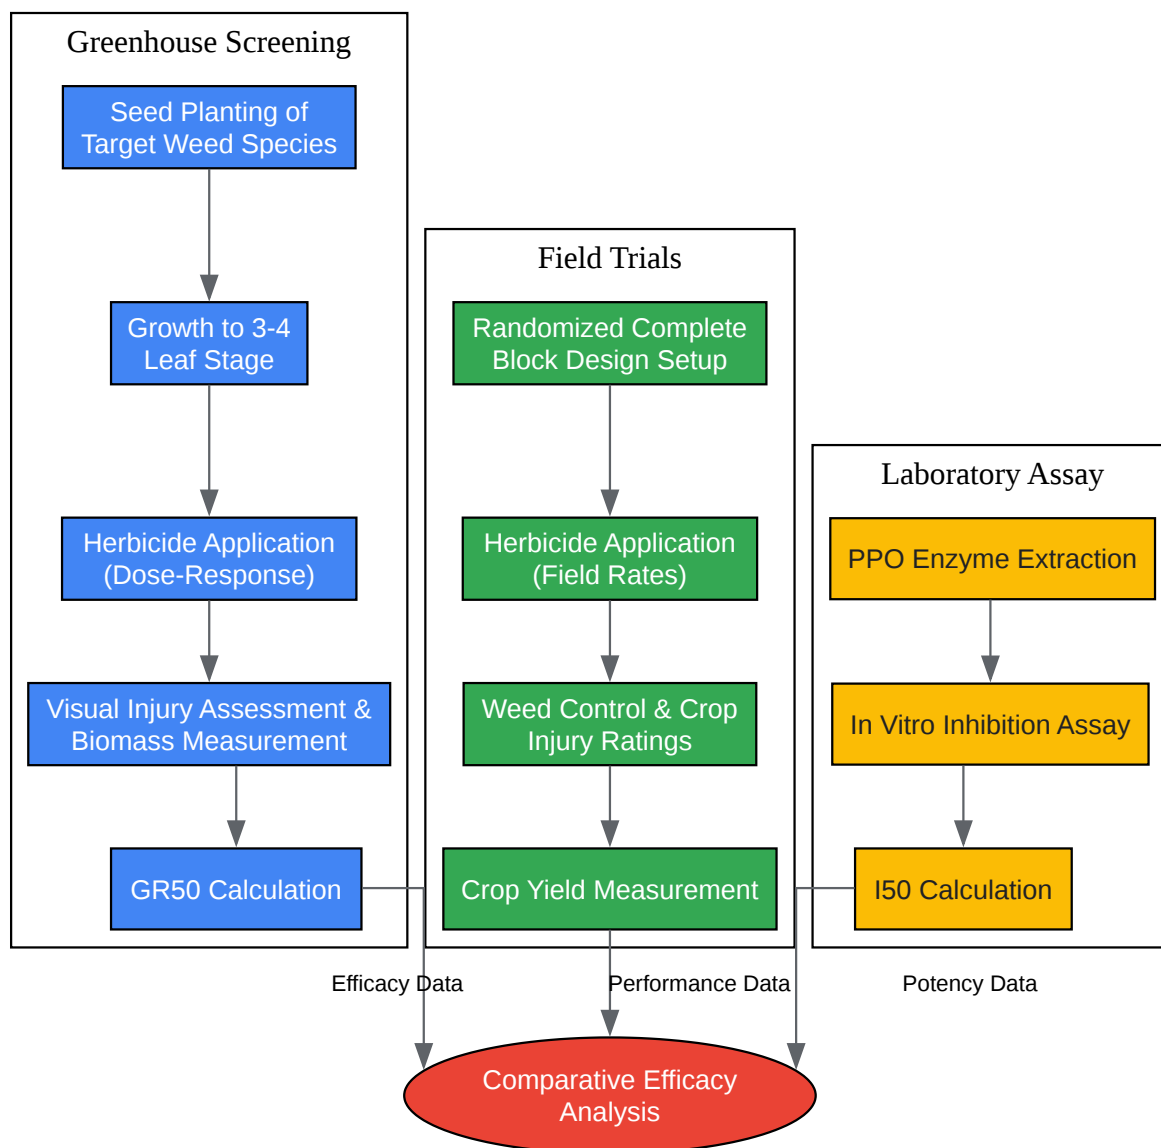 Greenhouse Screening
Seed Planting of
Target Weed Species
Growth to 3-4
Leaf Stage
Herbicide Application
(Dose-Response)
Visual Injury Assessment &
Biomass Measurement
GR50 Calculation
Field Trials
Randomized Complete
Block Design Setup
Herbicide Application
(Field Rates)
Weed Control & Crop
Injury Ratings
Crop Yield Measurement
Laboratory Assay
PPO Enzyme Extraction
In Vitro Inhibition Assay
I50 Calculation
Efficacy Data
Performance Data
Potency Data
Comparative Efficacy
Analysis